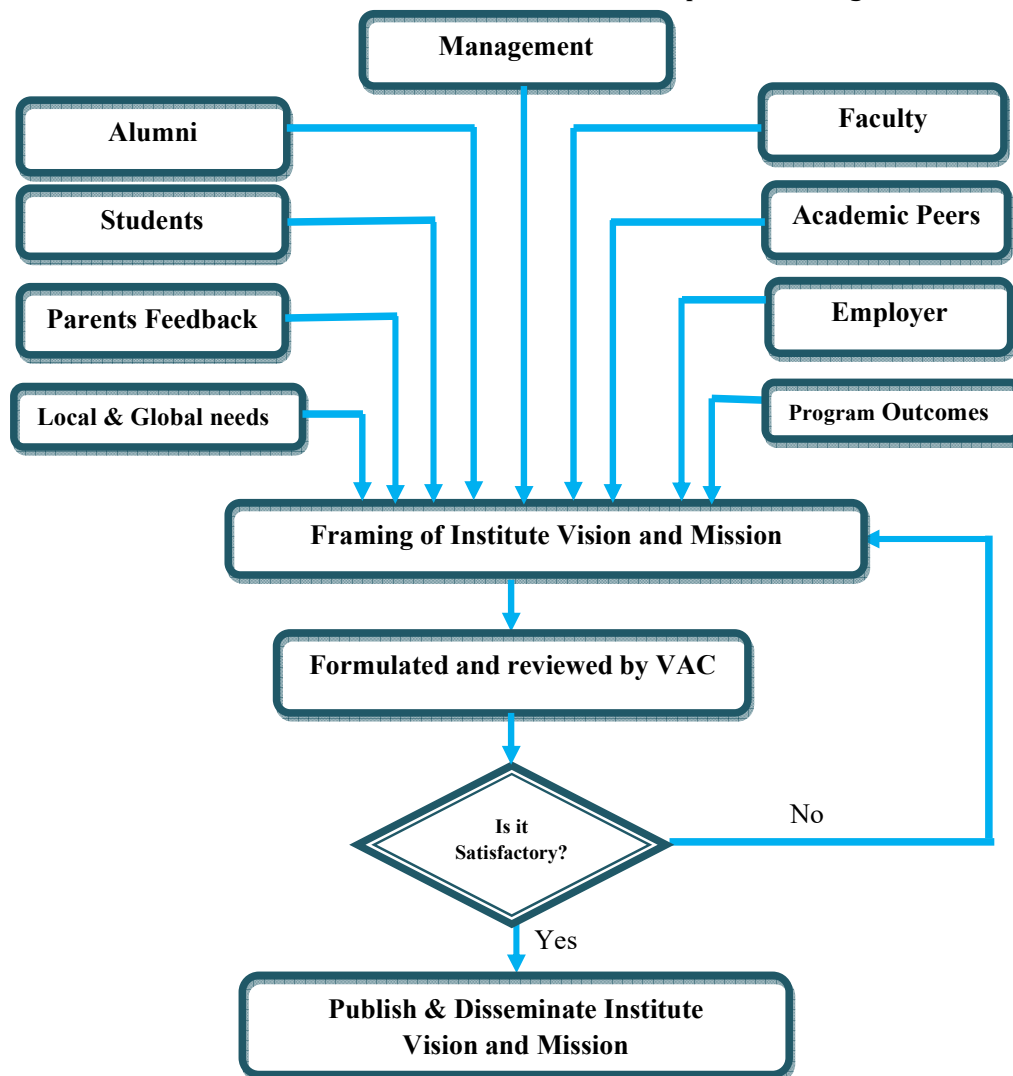 Management
Alumni
Faculty
Students
Academic Peers
Parents Feedback
Employer
Local & Global needs
Program Outcomes
Framing of Institute Vision and Mission
Formulated and reviewed by VAC
Is it
Satisfactory?
No
Yes
Publish & Disseminate Institute
Vision and Mission